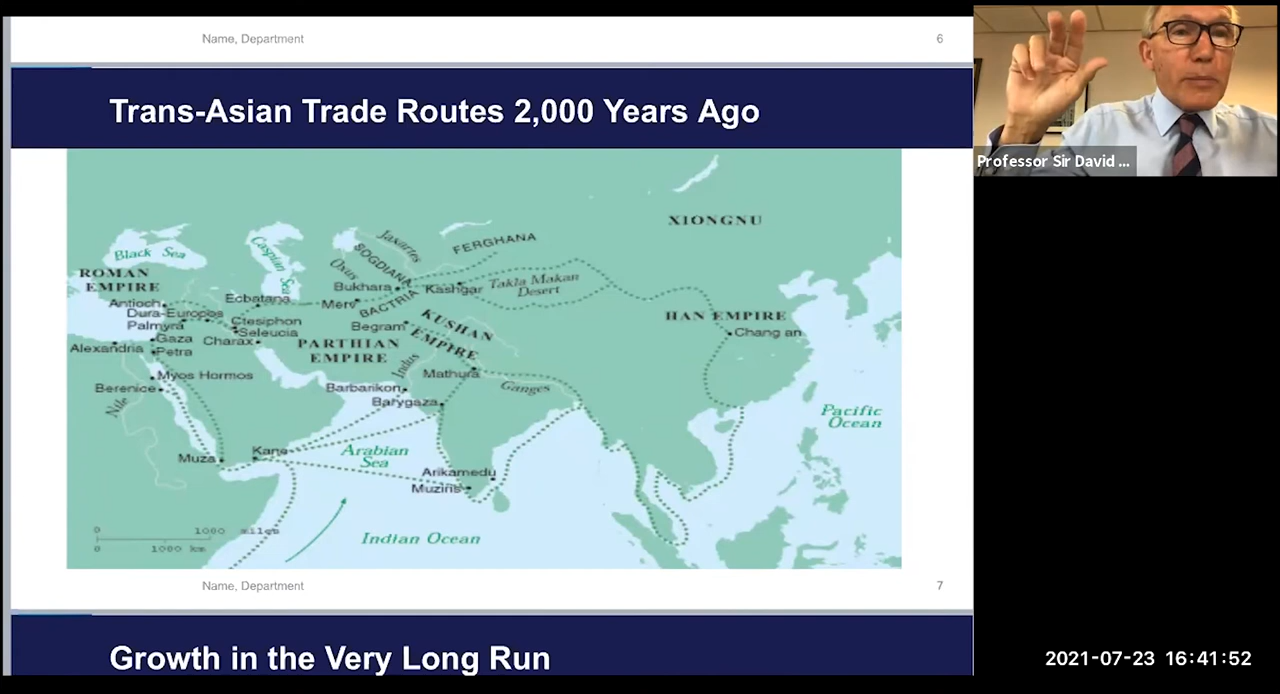 Name, Department
6
Trans-Asian Trade Routes 2,000 Years Ago
XIONGNU
Black Sea
Caspian Sea
Jaxartes
FERGHANA
SOGDIANA
Oxus
ROMAN
EMPIRE
Bukhara
Kashgar
Takla Makan
Desert
Antioch
Ecbatana
Merv
BACTRIA
Dura-Europos
Palmyra
Ctesiphon
Seleucia
Begram
KUSHAN
EMPIRE
HAN EMPIRE
Chang an
Gaza
Alexandria
Petra
Charax
PARTHIAN
EMPIRE
Indus
Mathura
Myos Hormos
Berenice
Nile
Barbarikon
Barygaza
Ganges
Pacific
Ocean
Muza
Kane
Arabian
Sea
Arikamedu
Muziris
0 1000 miles
0 1000 km
Indian Ocean
Name, Department
7
Growth in the Very Long Run
Professor Sir David ...
2021-07-23 16:41:52